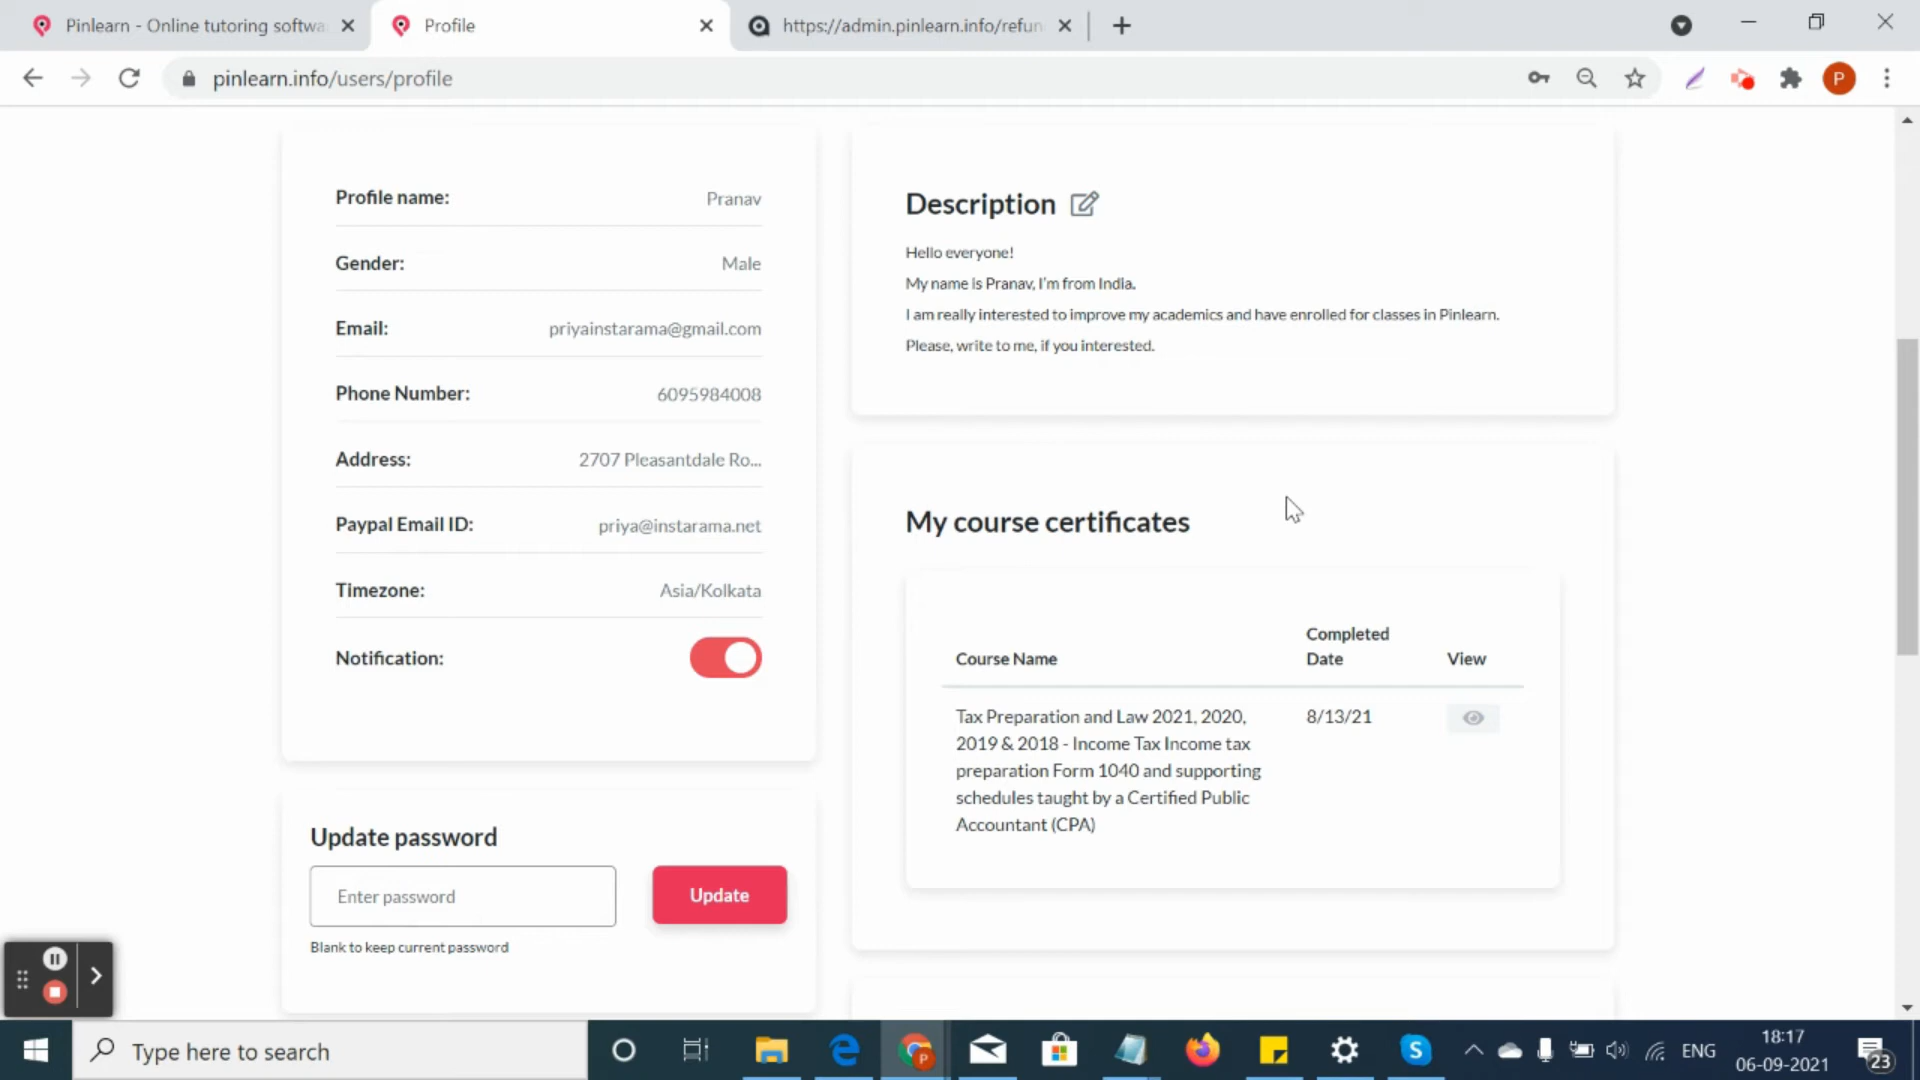 Pinlearn - Online tutoring softwa
Profile
https://admin.pinlearn.info/refun
pinlearn.info/users/profile
P
Profile name: Pranav
Gender: Male
Email: priyainstarama@gmail.com
Phone Number: 6095984008
Address: 2707 Pleasantdale Ro...
Paypal Email ID: priya@instarama.net
Timezone: Asia/Kolkata
Notification:
Update password
Enter password
Update
Blank to keep current password
Description
Hello everyone!
My name is Pranav, I'm from India.
I am really interested to improve my academics and have enrolled for classes in Pinlearn.
Please, write to me, if you interested.
My course certificates
Course Name Completed Date View
Tax Preparation and Law 2021, 2020,
2019 & 2018 - Income Tax Income tax
preparation Form 1040 and supporting
schedules taught by a Certified Public
Accountant (CPA)
8/13/21
Type here to search
P
S
ENG
18:17
06-09-2021
23